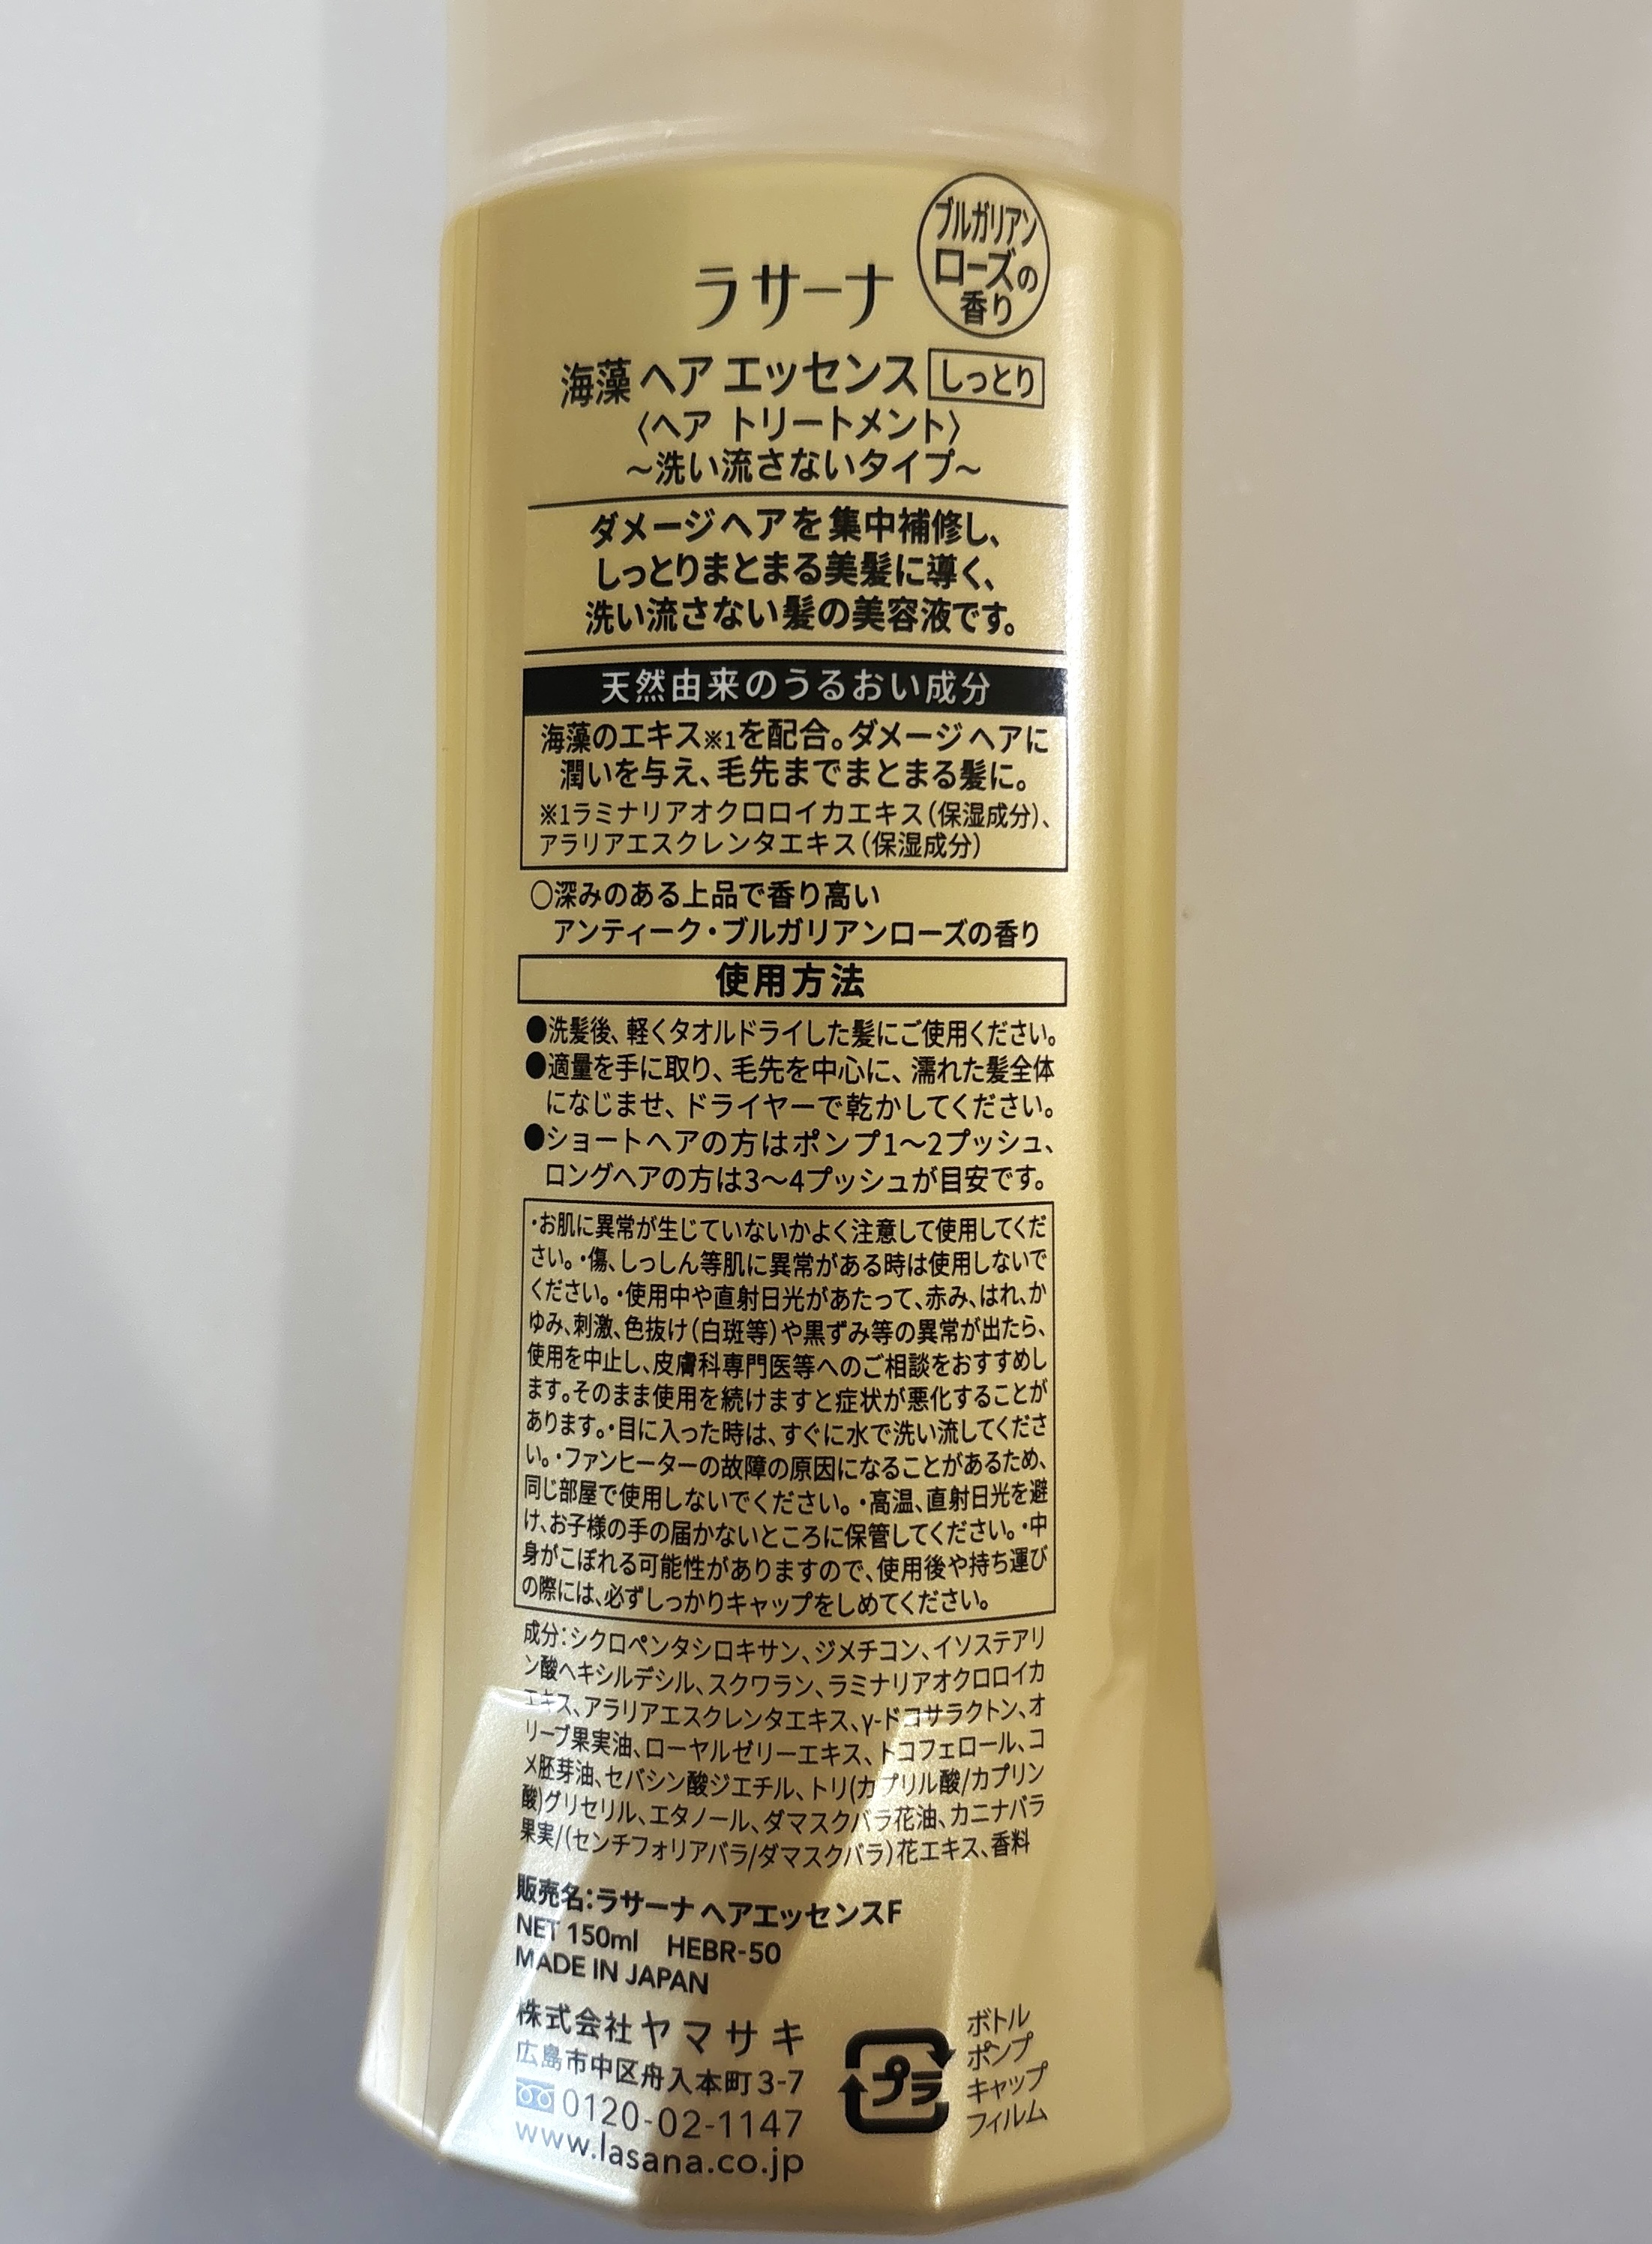 ブルガリアン
ローズの
香り
ラサーナ
海藻 ヘア エッセンス しっとり
〈ヘア トリートメント〉
～洗い流さないタイプ～
ダメージヘアを集中補修し、
しっとりまとまる美髪に導く、
洗い流さない髪の美容液です。
天然由来のうるおい成分
海藻のエキス※1を配合。ダメージヘアに
潤いを与え、毛先までまとまる髪に。
※1ラミナリアオクロロイカエキス(保湿成分)、
アラリアエスクレンタエキス(保湿成分)
○深みのある上品で香り高い
アンティーク・ブルガリアンローズの香り
使用方法
●洗髪後、軽くタオルドライした髪にご使用ください。
●適量を手に取り、毛先を中心に、濡れた髪全体
になじませ、ドライヤーで乾かしてください。
●ショートヘアの方はポンプ1～2プッシュ、
ロングヘアの方は3～4プッシュが目安です。
・お肌に異常が生じていないかよく注意して使用してくだ
さい。・傷、しっしん等肌に異常がある時は使用しないで
ください。・使用中や直射日光があたって、赤み、はれ、か
ゆみ、刺激、色抜け(白斑等)や黒ずみ等の異常が出たら、
使用を中止し、皮膚科専門医等へのご相談をおすすめし
ます。そのまま使用を続けますと症状が悪化することが
あります。・目に入った時は、すぐに水で洗い流してくださ
い。・ファンヒーターの故障の原因になることがあるため、
同じ部屋で使用しないでください。・高温、直射日光を避
け、お子様の手の届かないところに保管してください。・中
身がこぼれる可能性がありますので、使用後や持ち運び
の際には、必ずしっかりキャップをしめてください。
成分:シクロペンタシロキサン、ジメチコン、イソステアリ
ン酸ヘキシルデシル、スクワラン、ラミナリアオクロロイカ
エキス、アラリアエスクレンタエキス、γ-ドコサラクトン、オ
リーブ果実油、ローヤルゼリーエキス、トコフェロール、コ
メ胚芽油、セバシン酸ジエチル、トリ(カプリル酸/カプリン
酸)グリセリル、エタノール、ダマスクバラ花油、カニナバラ
果実/(センチフォリアバラ/ダマスクバラ)花エキス、香料
販売名:ラサーナ ヘアエッセンスF
NET 150ml HEBR-50
MADE IN JAPAN
株式会社ヤマサキ
広島市中区舟入本町3-7
0120-02-1147
www.lasana.co.jp
プラ
ボトル
ポンプ
キャップ
フィルム